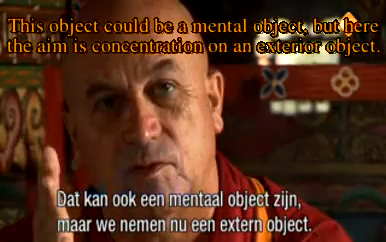 This object could be a mental object, but here
the aim is concentration on an exterior object.
Dat kan ook een mentaal object zijn,
maar we nemen nu een extern object.